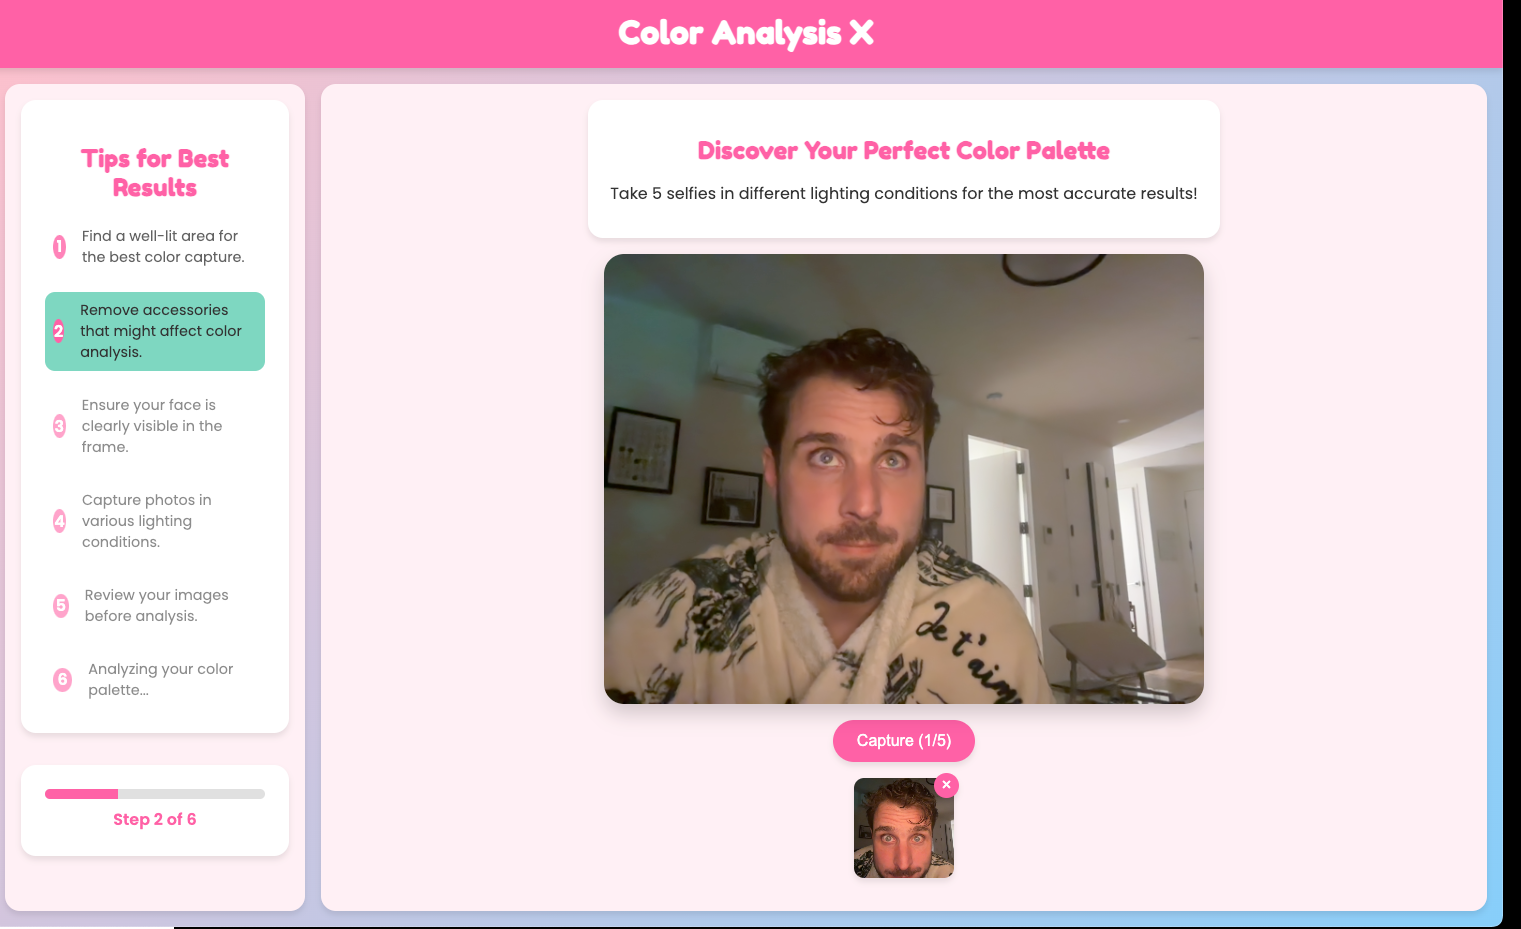 Color Analysis X
Tips for Best
Results
1
Find a well-lit area for
the best color capture.
2
Remove accessories
that might affect color
analysis.
3
Ensure your face is
clearly visible in the
frame.
4
Capture photos in
various lighting
conditions.
5
Review your images
before analysis.
6
Analyzing your color
palette...
Step 2 of 6
Discover Your Perfect Color Palette
Take 5 selfies in different lighting conditions for the most accurate results!
Je t'aime
Capture (1/5)
×